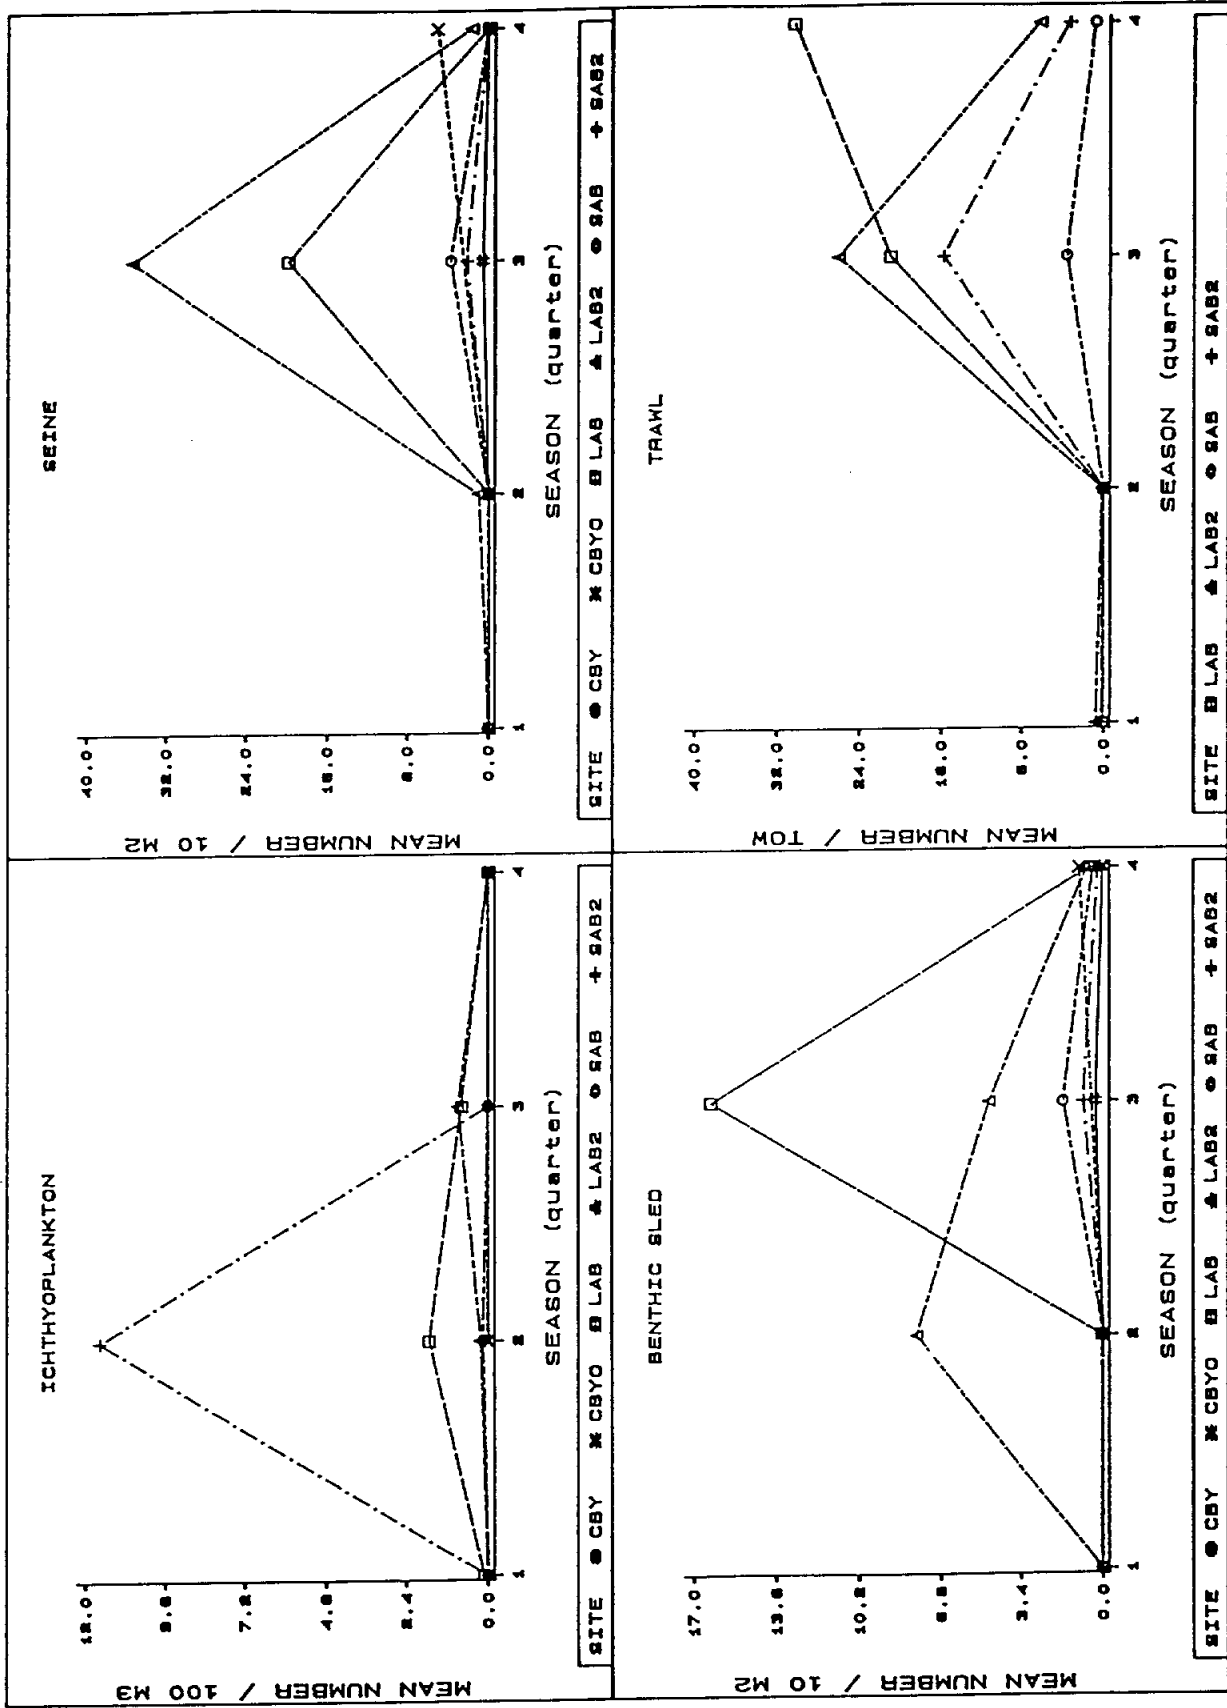 ICHTHYOPLANKTON
MEAN NUMBER / 100 M3
12.0
9.6
7.2
4.8
2.4
0.0
1 2 3 4
SEASON (quarter)
SITE CBY CBYO LAB LAB2 SAB SAB2
SEINE
MEAN NUMBER / 10 M2
40.0
32.0
24.0
16.0
8.0
0.0
1 2 3 4
SEASON (quarter)
SITE CBY CBYO LAB LAB2 SAB SAB2
BENTHIC SLED
MEAN NUMBER / 10 M2
17.0
13.6
10.2
6.8
3.4
0.0
1 2 3 4
SEASON (quarter)
SITE CBY CBYO LAB LAB2 SAB SAB2
TRAWL
MEAN NUMBER / TOW
40.0
32.0
24.0
16.0
8.0
0.0
1 2 3 4
SEASON (quarter)
SITE LAB LAB2 SAB SAB2